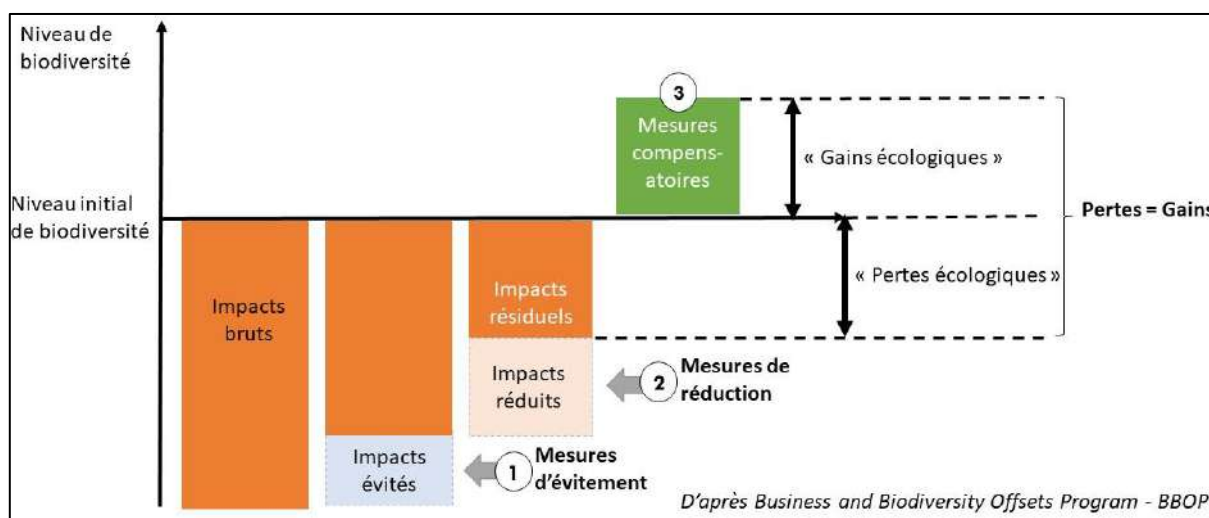 Niveau de
biodiversité
3
Mesures
compens-
atoires
« Gains écologiques »
Niveau initial
de biodiversité
Pertes = Gains
« Pertes écologiques »
Impacts
bruts
Impacts
résiduels
Impacts
réduits
2
Mesures de
réduction
Impacts
évités
1
Mesures
d’évitement
D’après Business and Biodiversity Offsets Program - BBOP